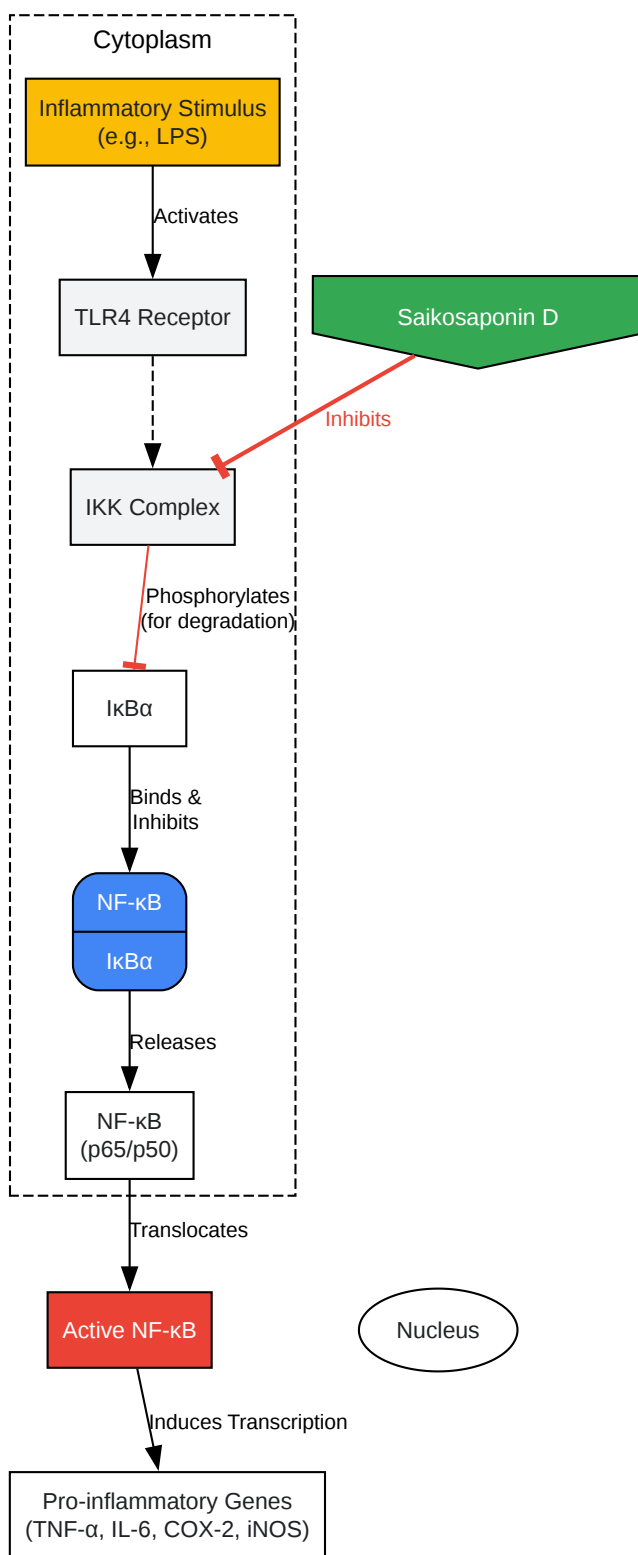 Cytoplasm
Inflammatory Stimulus
(e.g., LPS)
Activates
TLR4 Receptor
Saikosaponin D
Inhibits
IKK Complex
Phosphorylates
(for degradation)
IκBα
Binds &
Inhibits
NF-κB
IκBα
Releases
NF-κB
(p65/p50)
Translocates
Active NF-κB
Nucleus
Induces Transcription
Pro-inflammatory Genes
(TNF-α, IL-6, COX-2, iNOS)